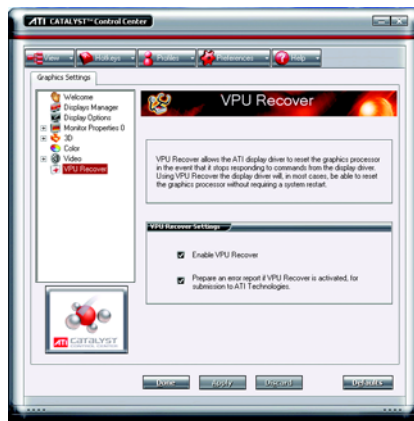 ATI CATALYST™ Control Center
View Hotkeys Profiles Preferences Help
Graphics Settings
Welcome
Displays Manager
Display Options
Monitor Properties 0
3D
Color
Video
VPU Recover
VPU Recover
VPU Recover allows the ATI display driver to reset the graphics processor
in the event that it stops responding to commands from the display driver.
Using VPU Recover the display driver will, in most cases, be able to reset
the graphics processor without requiring a system restart.
VPU Recover Settings
Enable VPU Recover
Prepare an error report if VPU Recover is activated, for
submission to ATI Technologies.
ATI CATALYST
CONTROL CENTER
Done Apply Discard Defaults